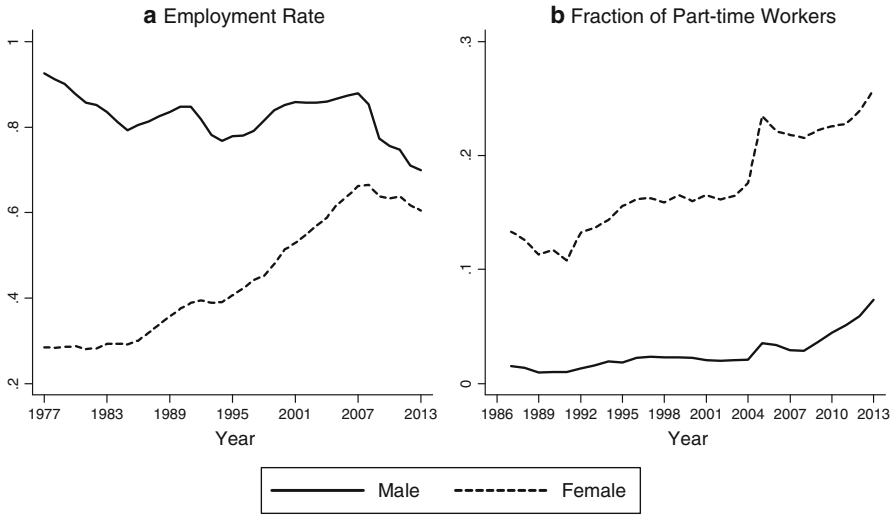 a Employment Rate
1
.8
.6
.4
.2
1977 1983 1989 1995 2001 2007 2013
Year
b Fraction of Part-time Workers
.3
.2
.1
0
1986 1989 1992 1995 1998 2001 2004 2007 2010 2013
Year
Male Female